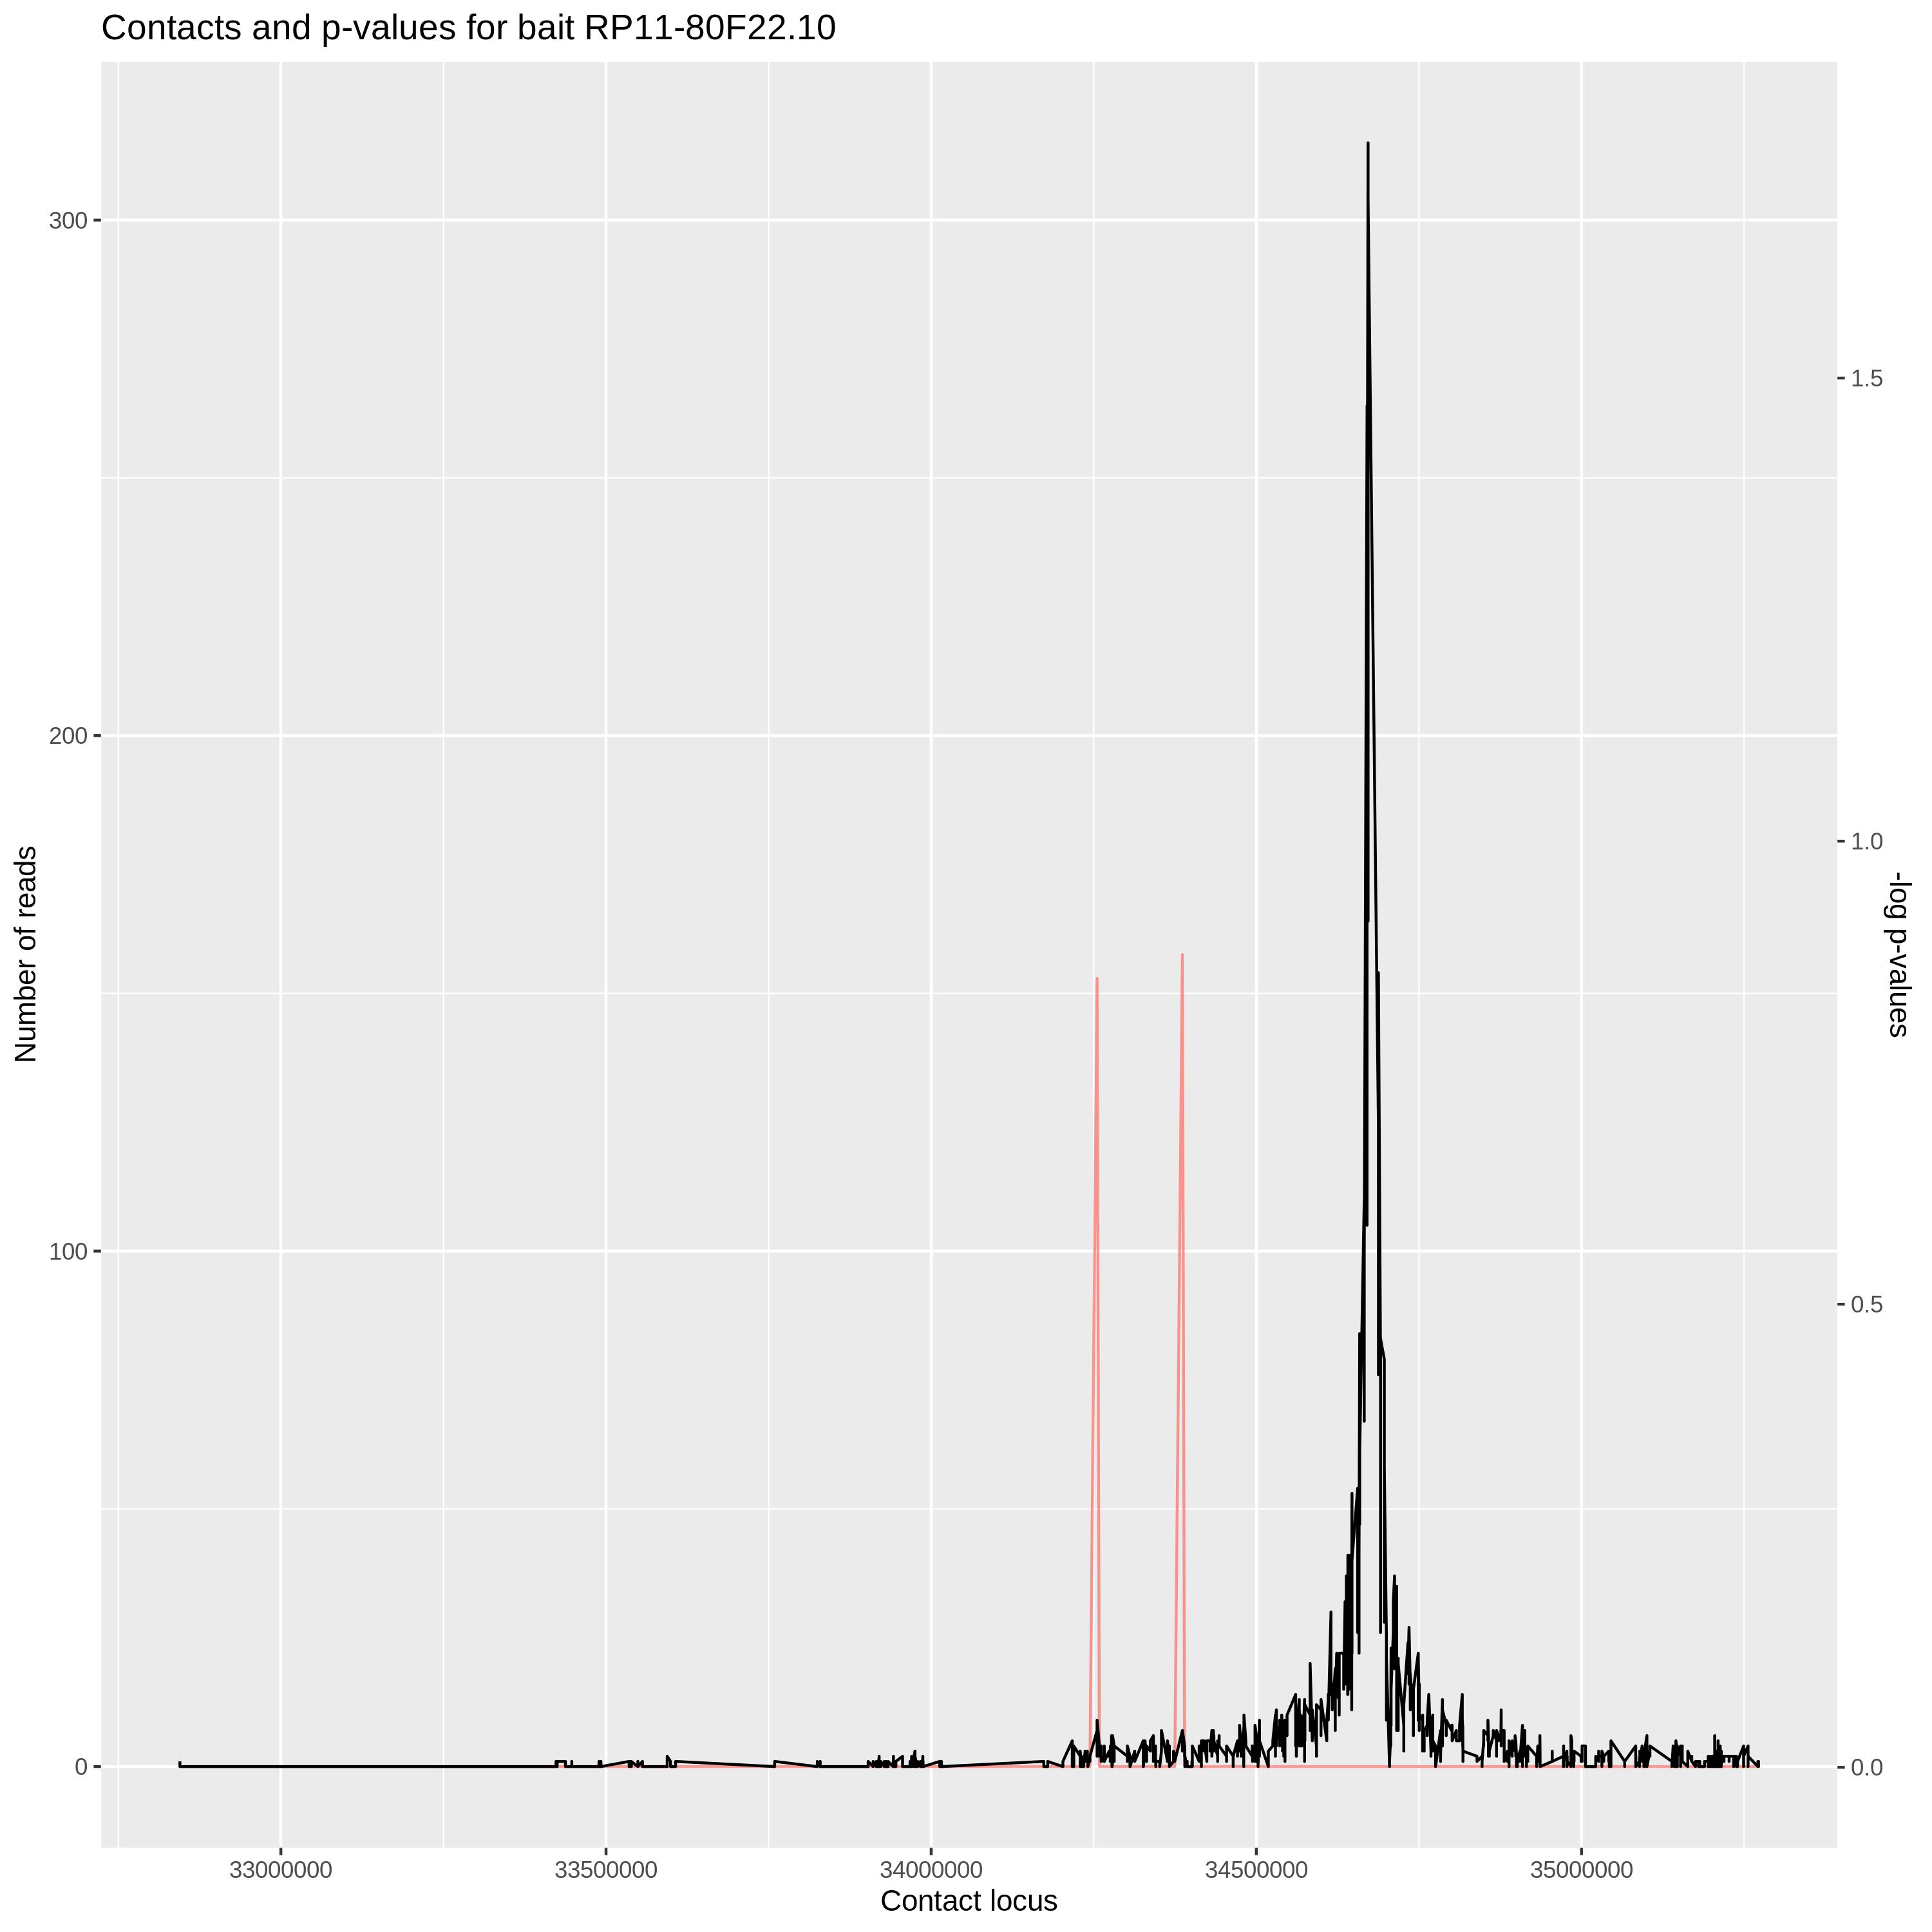 Contacts and p-values for bait RP11-80F22.10
300
200
100
0
Number of reads
1.5
1.0
0.5
0.0
-log p-values
33000000 33500000 34000000 34500000 35000000
Contact locus